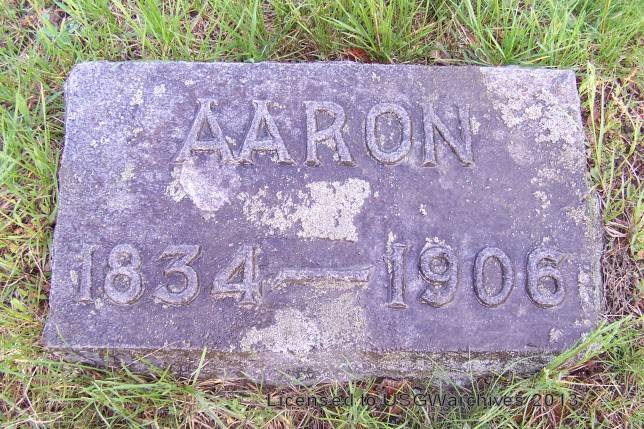 AARON
1834—1906
Licensed to USGWarchives 2013